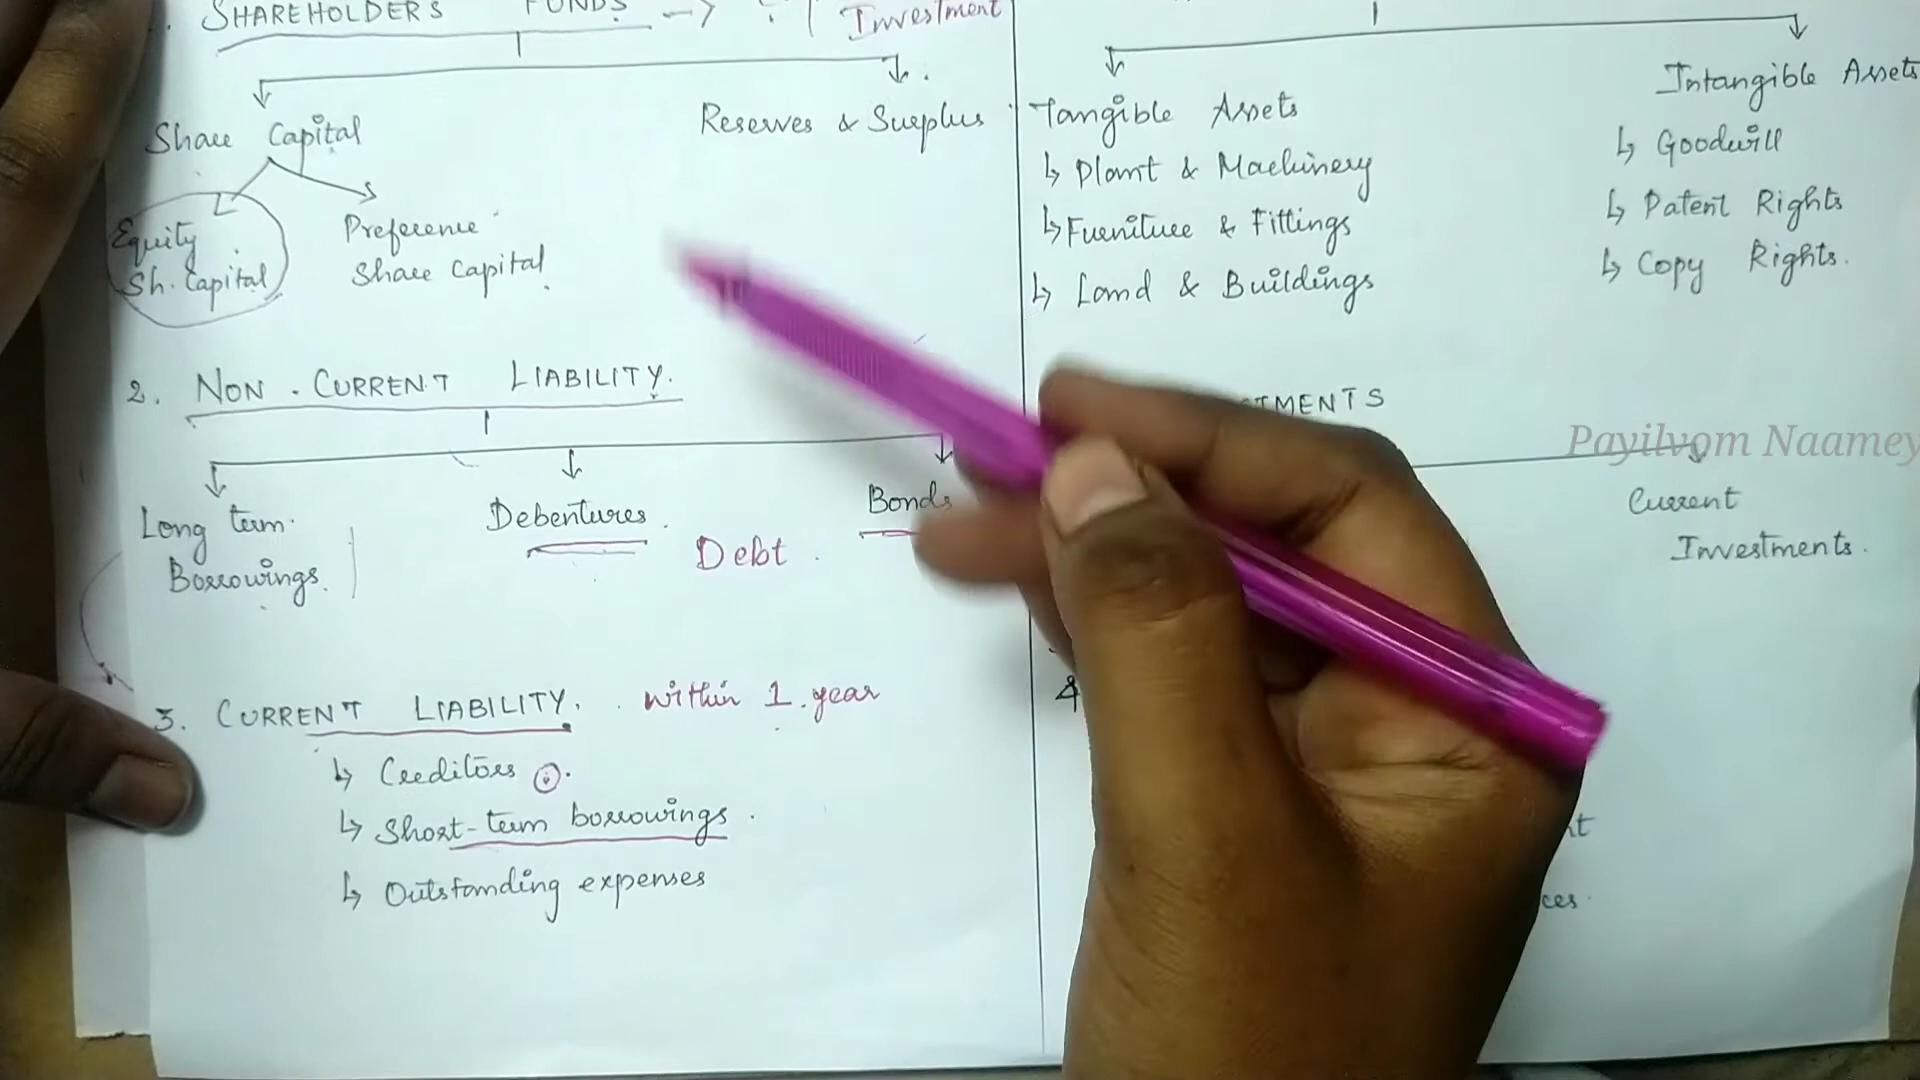 SHAREHOLDERS FUNDS
Investment
Share Capital
Reserves & Surplus
Equity
Sh. Capital
Preference
Share Capital
2. NON-CURRENT LIABILITY.
Long term
Borrowings.
Debentures
Debt
Bonds
3. CURRENT LIABILITY. within 1 year
↳ Creditors
↳ Short-term borrowings
↳ Outstanding expenses
Tangible Assets
↳ Plant & Machinery
↳ Furniture & Fittings
↳ Land & Buildings
Intangible Assets
↳ Goodwill
↳ Patent Rights
↳ Copy Rights.
Payilvom Naamey
Current
Investments.